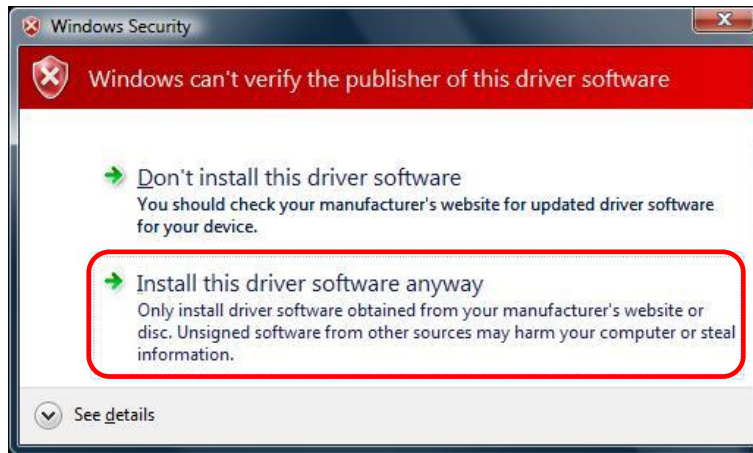 Windows Security
Windows can't verify the publisher of this driver software
Don't install this driver software
You should check your manufacturer's website for updated driver software
for your device.
Install this driver software anyway
Only install driver software obtained from your manufacturer's website or
disc. Unsigned software from other sources may harm your computer or steal
information.
See details